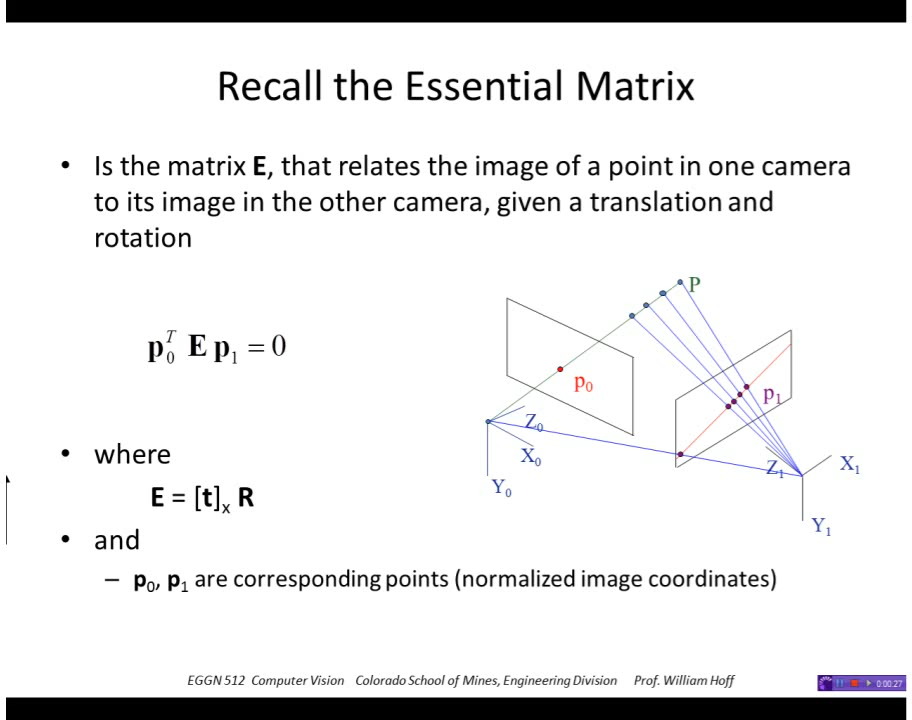 Recall the Essential Matrix
• Is the matrix E, that relates the image of a point in one camera
to its image in the other camera, given a translation and
rotation
p₀ᵀ E p₁ = 0
P
p₀
p₁
Z₀
X₀
Y₀
Z₁
X₁
Y₁
• where
E = [t]ₓ R
• and
– p₀, p₁ are corresponding points (normalized image coordinates)
EGGN 512 Computer Vision Colorado School of Mines, Engineering Division Prof. William Hoff
0:00:27